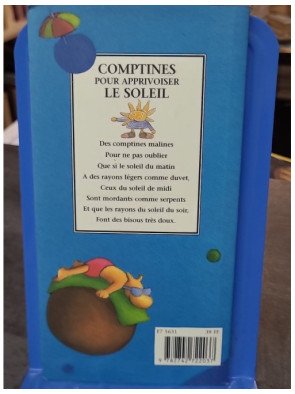 COMPTINES
POUR APPRIVOISER
LE SOLEIL
Des comptines malines
Pour ne pas oublier
Que si le soleil du matin
A des rayons légers comme duvet,
Ceux du soleil de midi
Sont mordants comme serpents
Et que les rayons du soleil du soir,
Font des bisous très doux.